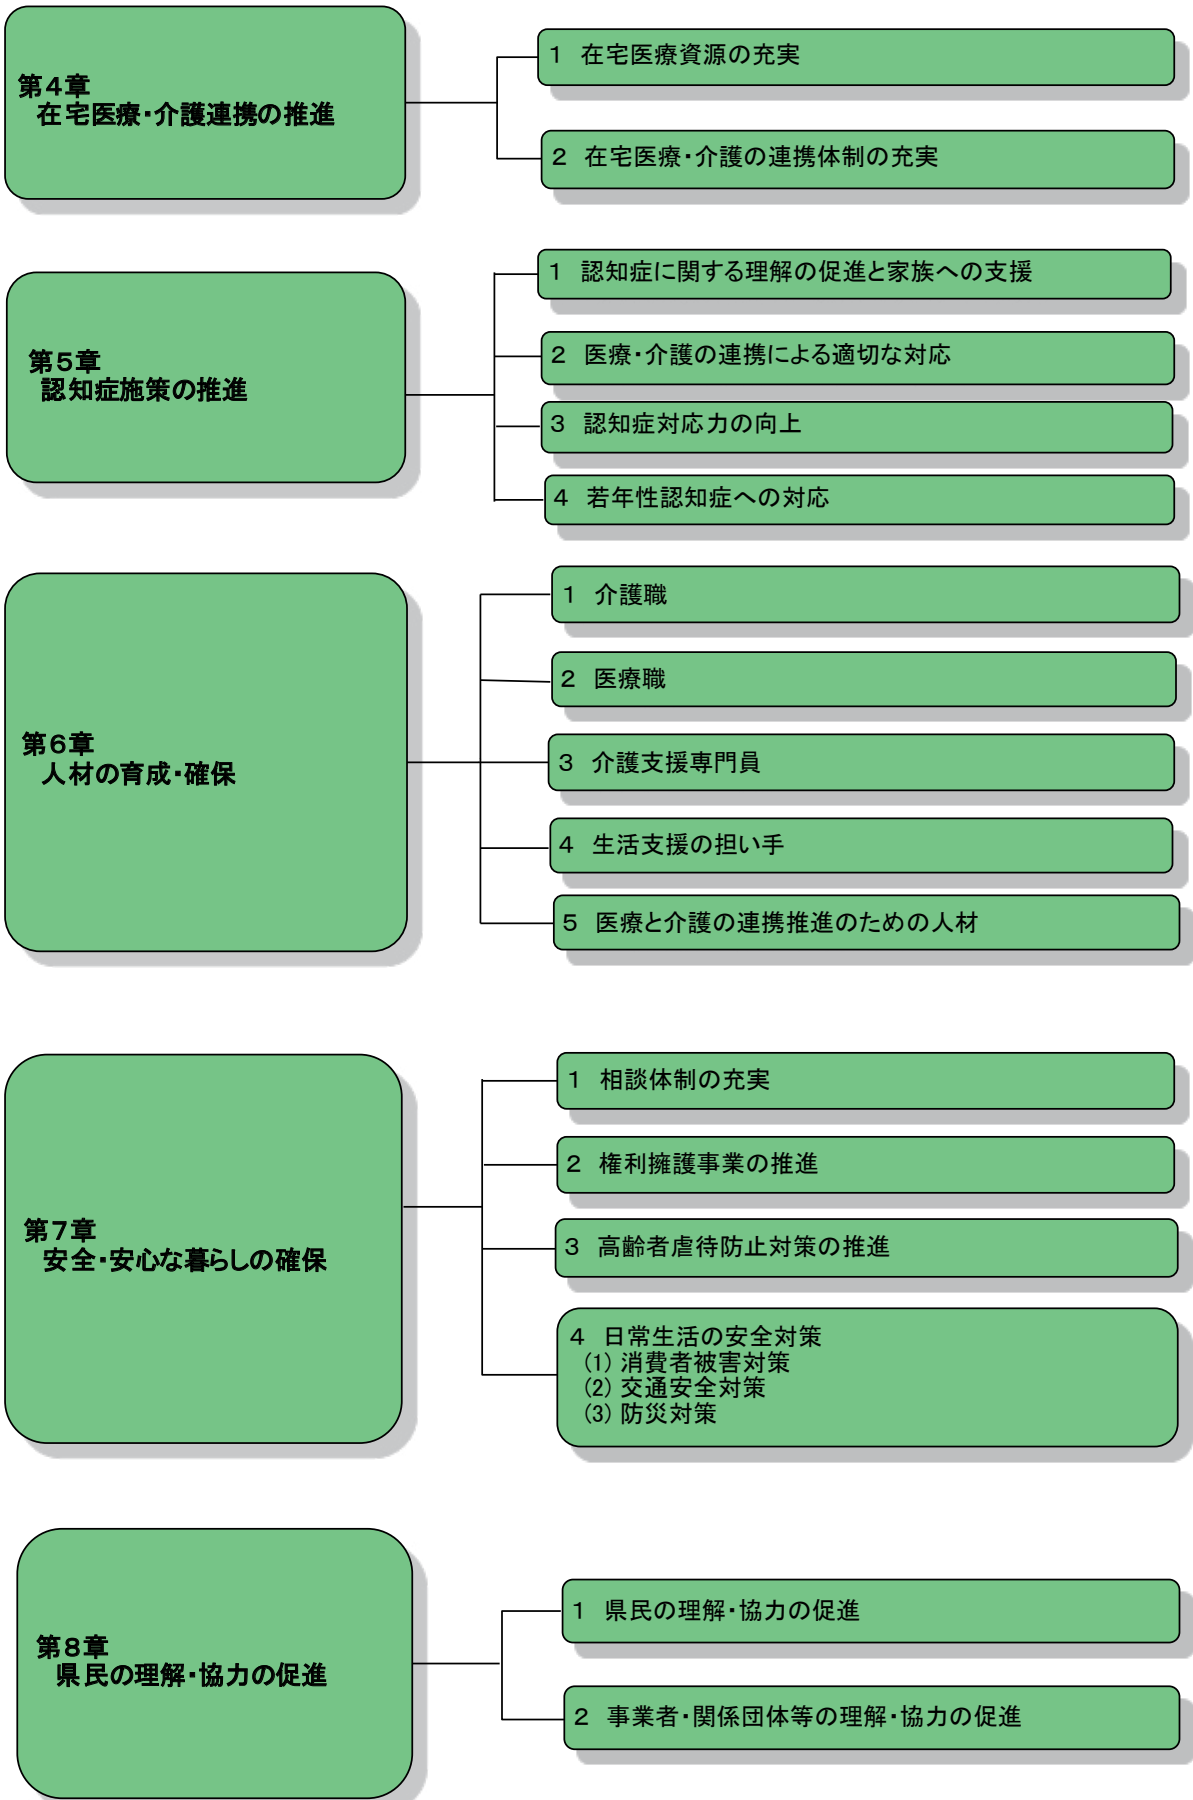 第4章
在宅医療・介護連携の推進
1 在宅医療資源の充実
2 在宅医療・介護の連携体制の充実
第5章
認知症施策の推進
1 認知症に関する理解の促進と家族への支援
2 医療・介護の連携による適切な対応
3 認知症対応力の向上
4 若年性認知症への対応
第6章
人材の育成・確保
1 介護職
2 医療職
3 介護支援専門員
4 生活支援の担い手
5 医療と介護の連携推進のための人材
第7章
安全・安心な暮らしの確保
1 相談体制の充実
2 権利擁護事業の推進
3 高齢者虐待防止対策の推進
4 日常生活の安全対策
(1) 消費者被害対策
(2) 交通安全対策
(3) 防災対策
第8章
県民の理解・協力の促進
1 県民の理解・協力の促進
2 事業者・関係団体等の理解・協力の促進